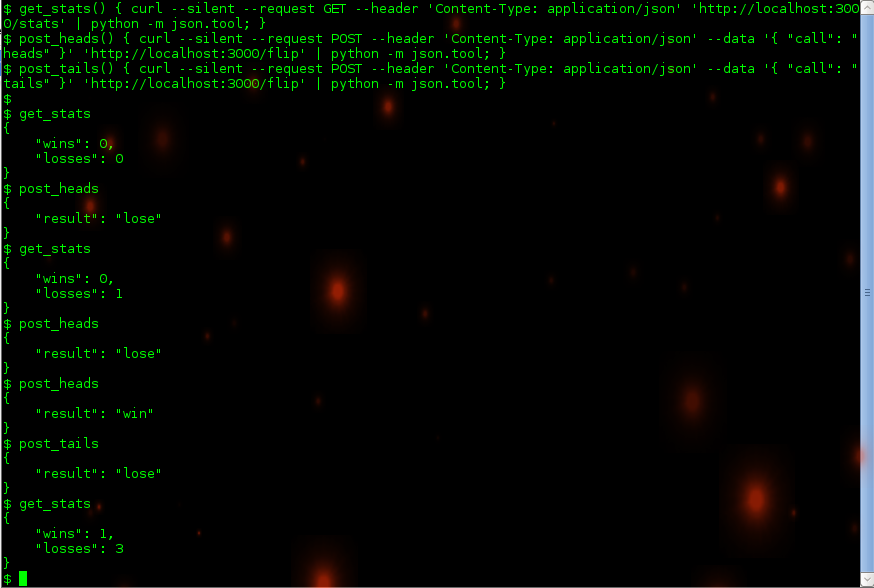 $ get_stats() { curl --silent --request GET --header 'Content-Type: application/json' 'http://localhost:300
0/stats' | python -m json.tool; }
$ post_heads() { curl --silent --request POST --header 'Content-Type: application/json' --data '{ "call": "
heads" }' 'http://localhost:3000/flip' | python -m json.tool; }
$ post_tails() { curl --silent --request POST --header 'Content-Type: application/json' --data '{ "call": "
tails" }' 'http://localhost:3000/flip' | python -m json.tool; }
$
$ get_stats
{
    "wins": 0,
    "losses": 0
}
$ post_heads
{
    "result": "lose"
}
$ get_stats
{
    "wins": 0,
    "losses": 1
}
$ post_heads
{
    "result": "lose"
}
$ post_heads
{
    "result": "win"
}
$ post_tails
{
    "result": "lose"
}
$ get_stats
{
    "wins": 1,
    "losses": 3
}
$